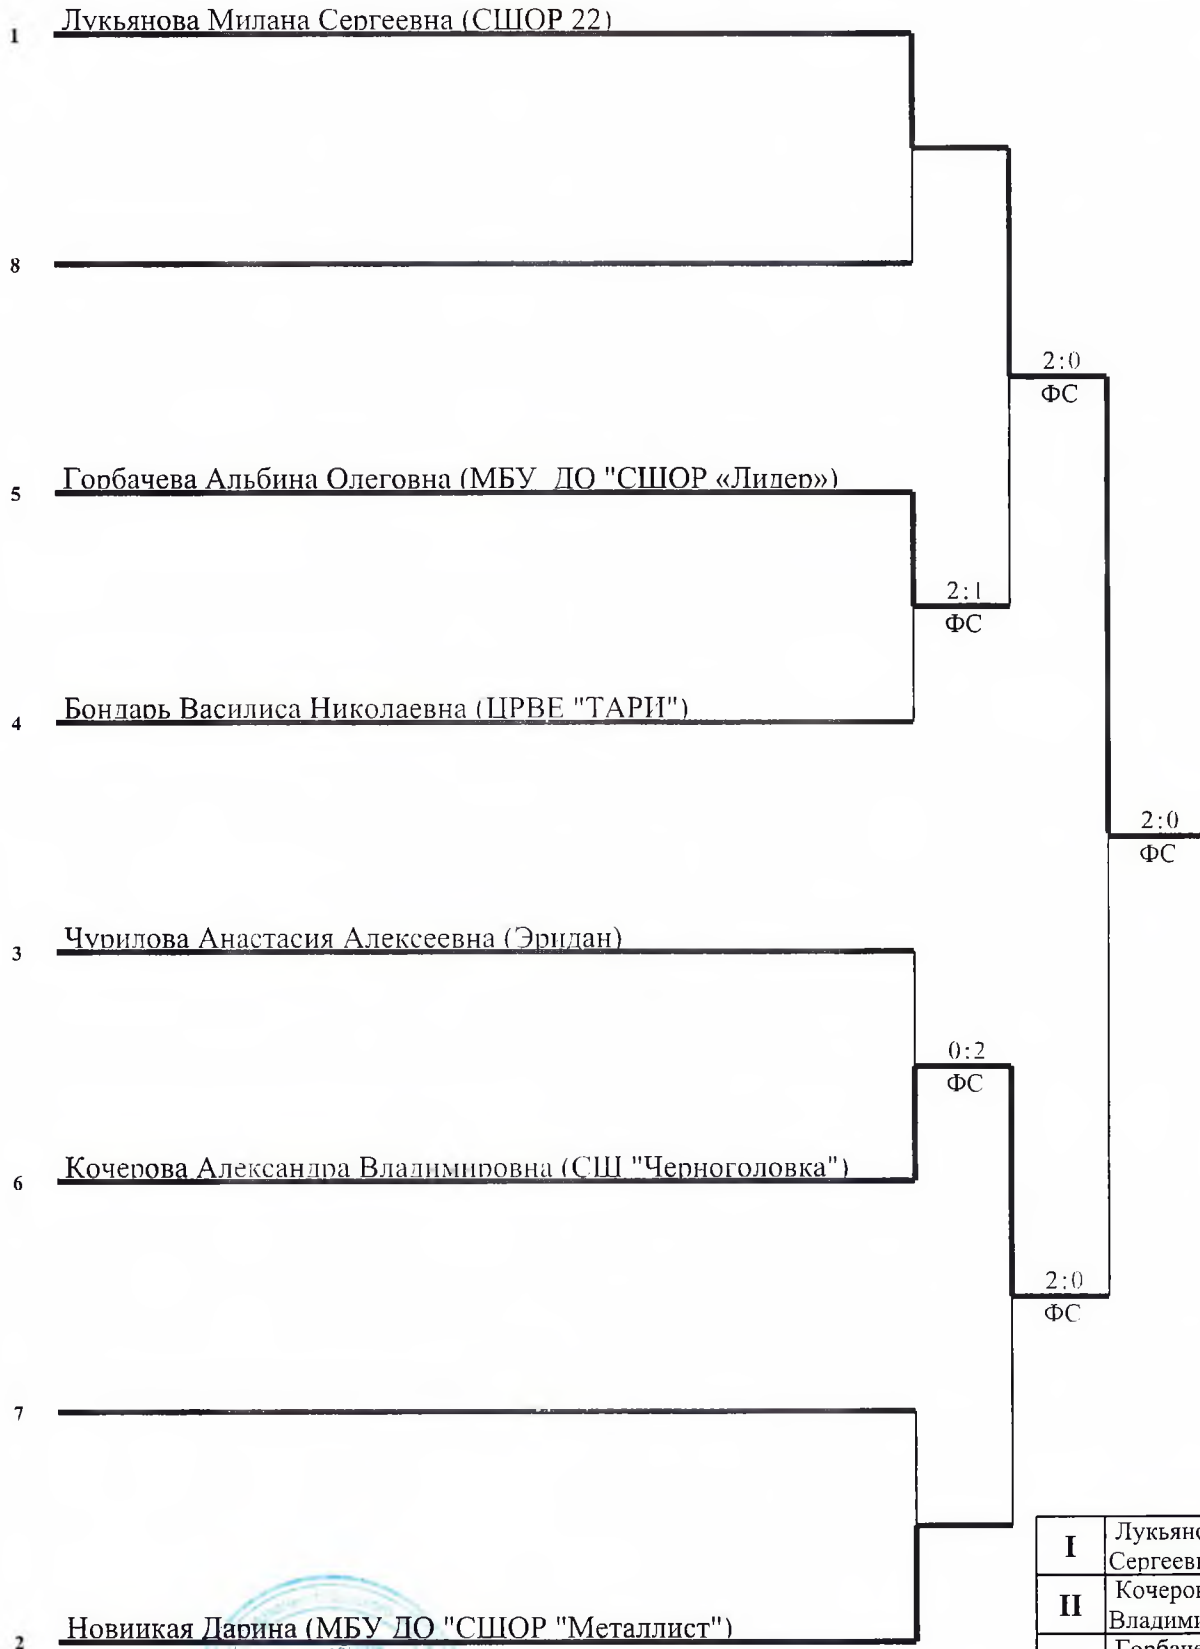 1 Лукьянова Милана Сергеевна (СШОР 22)
8
2:0
ФС
5 Горбачева Альбина Олеговна (МБУ ДО "СШОР «Лидер»)
2:1
ФС
4 Бондарь Василиса Николаевна (ЦРВЕ "ТАРИ")
2:0
ФС
3 Чурилова Анастасия Алексеевна (Эридан)
0:2
ФС
6 Кочерова Александра Владимировна (СШ "Черноголовка")
2:0
ФС
7
I Лукьяно
Сергеевн
II Кочеров
Владими
Горбаче
2 Новицкая Дарина (МБУ ДО "СШОР "Металлист")